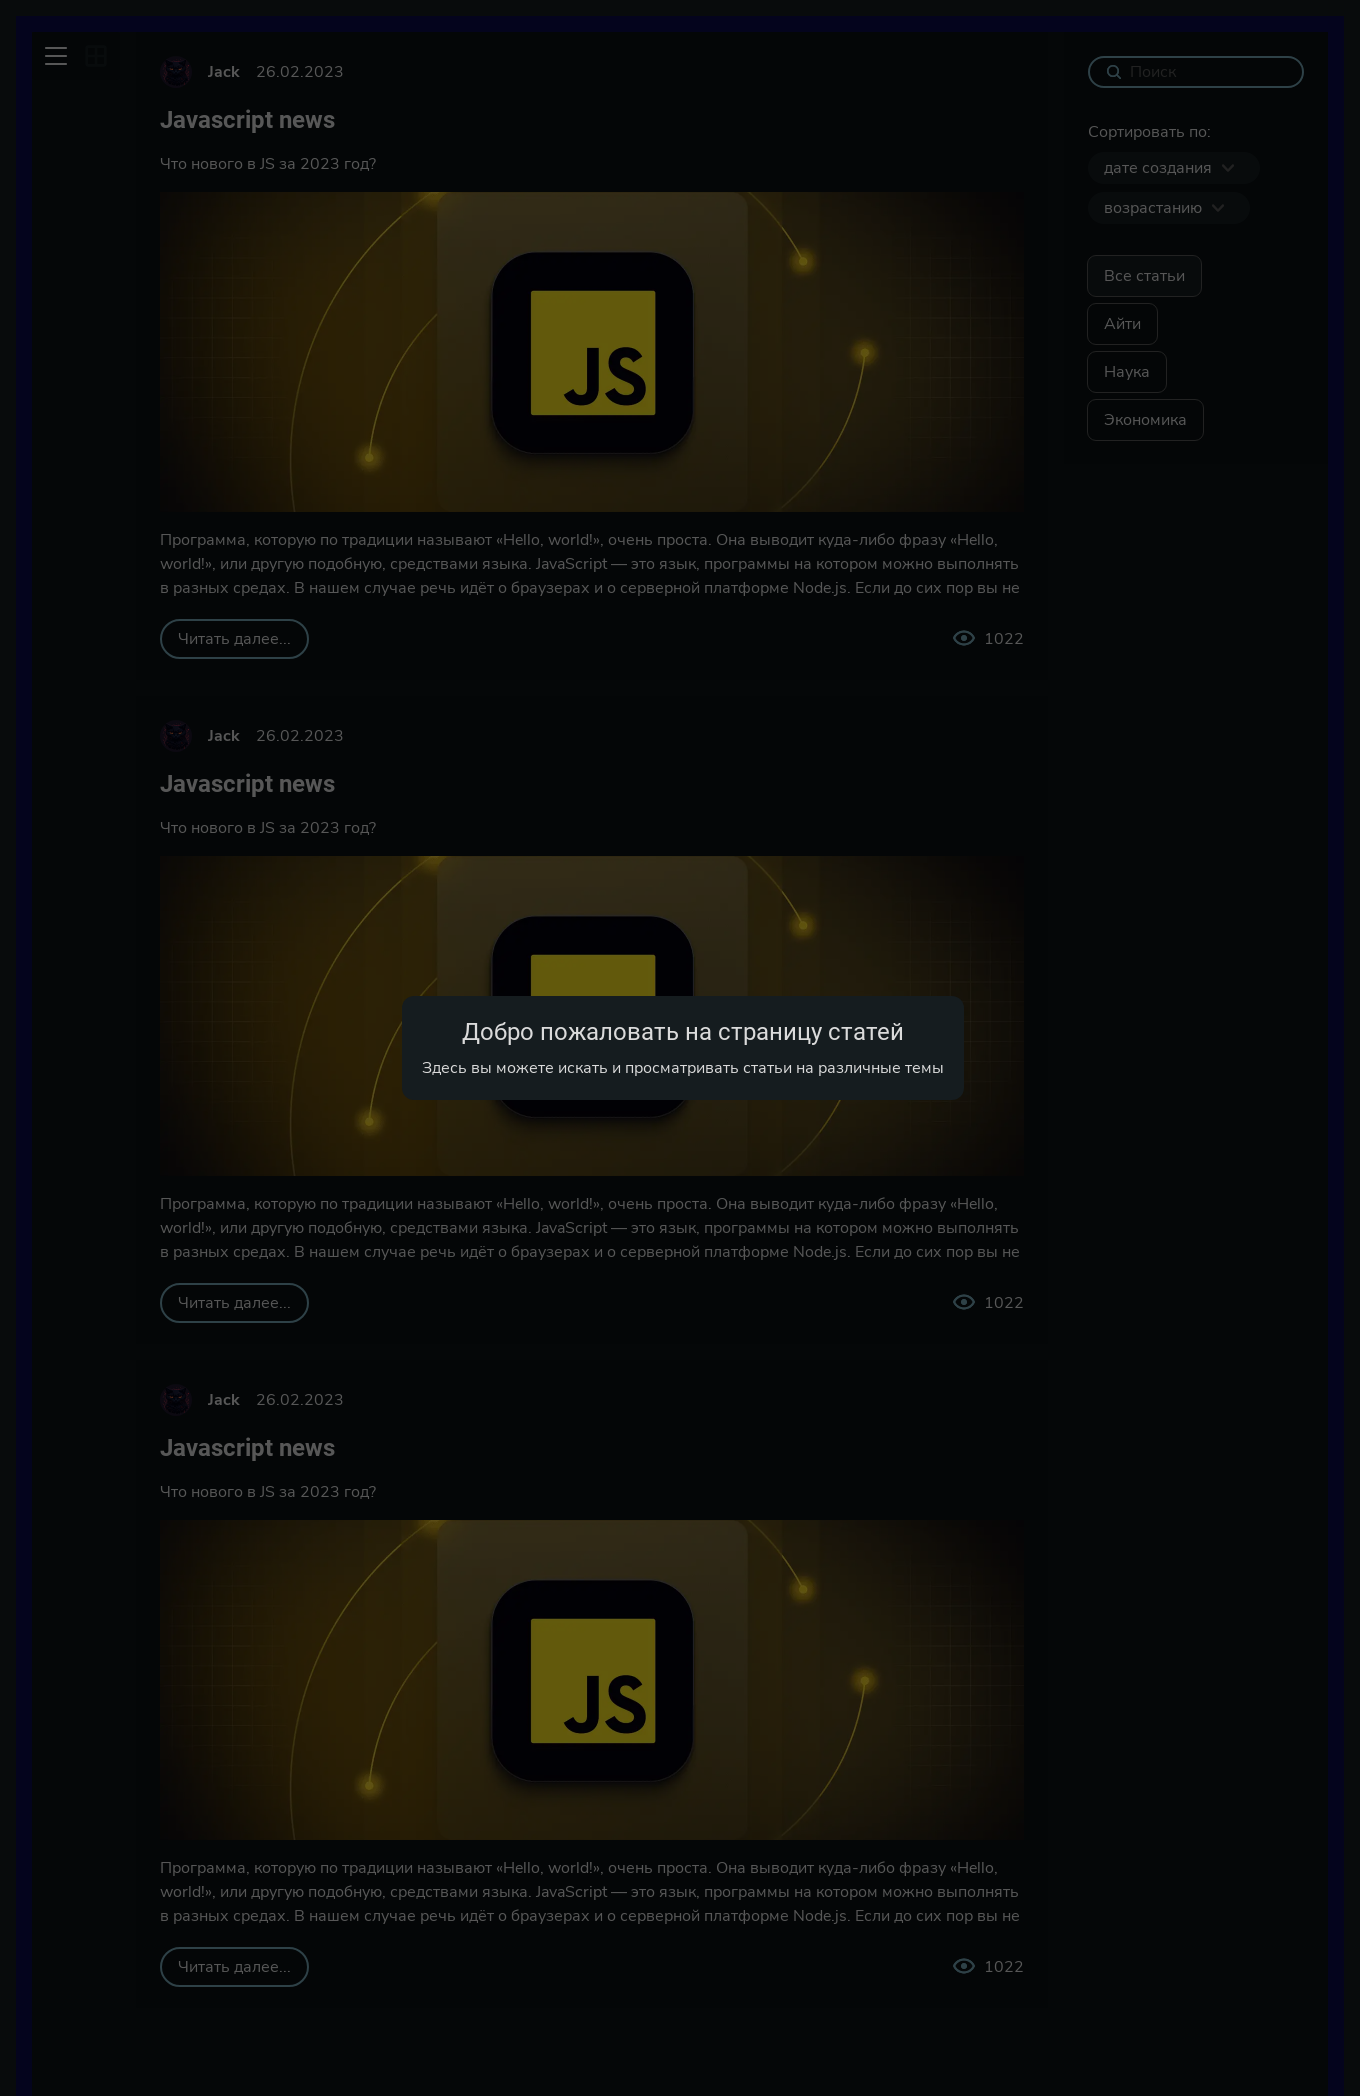 Jack 26.02.2023
Javascript news
Что нового в JS за 2023 год?
JS
Программа, которую по традиции называют «Hello, world!», очень проста. Она выводит куда-либо фразу «Hello,
world!», или другую подобную, средствами языка. JavaScript — это язык, программы на котором можно выполнять
в разных средах. В нашем случае речь идёт о браузерах и о серверной платформе Node.js. Если до сих пор вы не
Читать далее... 1022
Поиск
Сортировать по:
дате создания
возрастанию
Все статьи
Айти
Наука
Экономика
Jack 26.02.2023
Javascript news
Что нового в JS за 2023 год?
Добро пожаловать на страницу статей
Здесь вы можете искать и просматривать статьи на различные темы
Программа, которую по традиции называют «Hello, world!», очень проста. Она выводит куда-либо фразу «Hello,
world!», или другую подобную, средствами языка. JavaScript — это язык, программы на котором можно выполнять
в разных средах. В нашем случае речь идёт о браузерах и о серверной платформе Node.js. Если до сих пор вы не
Читать далее... 1022
Jack 26.02.2023
Javascript news
Что нового в JS за 2023 год?
JS
Программа, которую по традиции называют «Hello, world!», очень проста. Она выводит куда-либо фразу «Hello,
world!», или другую подобную, средствами языка. JavaScript — это язык, программы на котором можно выполнять
в разных средах. В нашем случае речь идёт о браузерах и о серверной платформе Node.js. Если до сих пор вы не
Читать далее... 1022